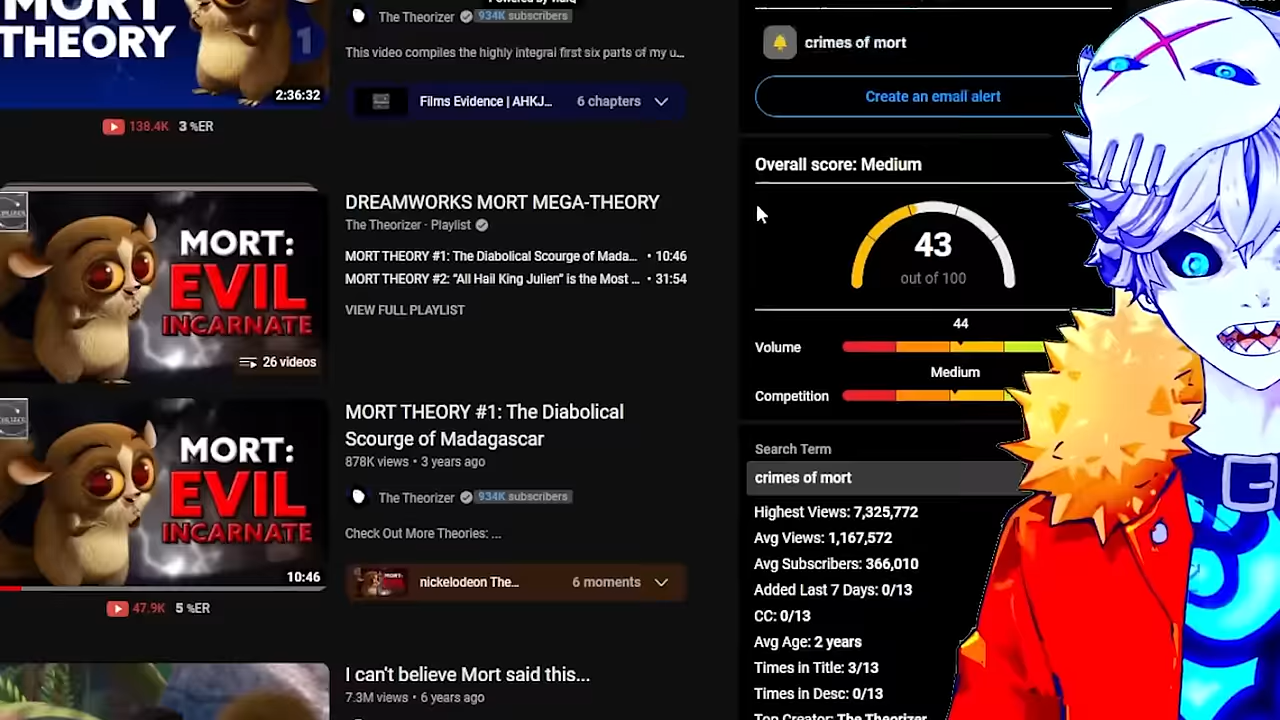 MORT
THEORY
1
2:36:32
138.4K 3 %ER
The Theorizer 934K subscribers
This video compiles the highly integral first six parts of my u...
Films Evidence | AHKJ... 6 chapters
MORT:
EVIL
INCARNATE
26 videos
DREAMWORKS MORT MEGA-THEORY
The Theorizer · Playlist
MORT THEORY #1: The Diabolical Scourge of Mada... • 10:46
MORT THEORY #2: “All Hail King Julien” is the Most ... • 31:54
VIEW FULL PLAYLIST
MORT:
EVIL
INCARNATE
10:46
47.9K 5 %ER
MORT THEORY #1: The Diabolical
Scourge of Madagascar
878K views • 3 years ago
The Theorizer 934K subscribers
Check Out More Theories: ...
nickelodeon The... 6 moments
I can't believe Mort said this...
7.3M views • 6 years ago
crimes of mort
Create an email alert
Overall score: Medium
43
out of 100
44
Volume
Medium
Competition
Search Term
crimes of mort
Highest Views: 7,325,772
Avg Views: 1,167,572
Avg Subscribers: 366,010
Added Last 7 Days: 0/13
CC: 0/13
Avg Age: 2 years
Times in Title: 3/13
Times in Desc: 0/13
Top Creator: The Theorizer